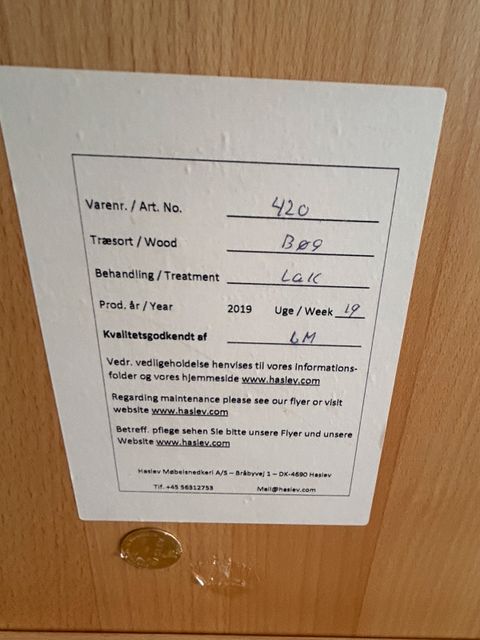 Varenr. / Art. No. 420
Træsort / Wood Bøg
Behandling / Treatment Lak
Prod. år / Year 2019 Uge / Week 19
Kvalitetsgodkendt af LM
Vedr. vedligeholdelse henvises til vores informations-
folder og vores hjemmeside www.haslev.com
Regarding maintenance please see our flyer or visit
website www.haslev.com
Betreff. pflege sehen Sie bitte unsere Flyer und unsere
Website www.haslev.com
Haslev Møbelsnedkeri A/S – Bråbyvej 1 – DK-4690 Haslev
Tlf. +45 56312753 Mail@haslev.com